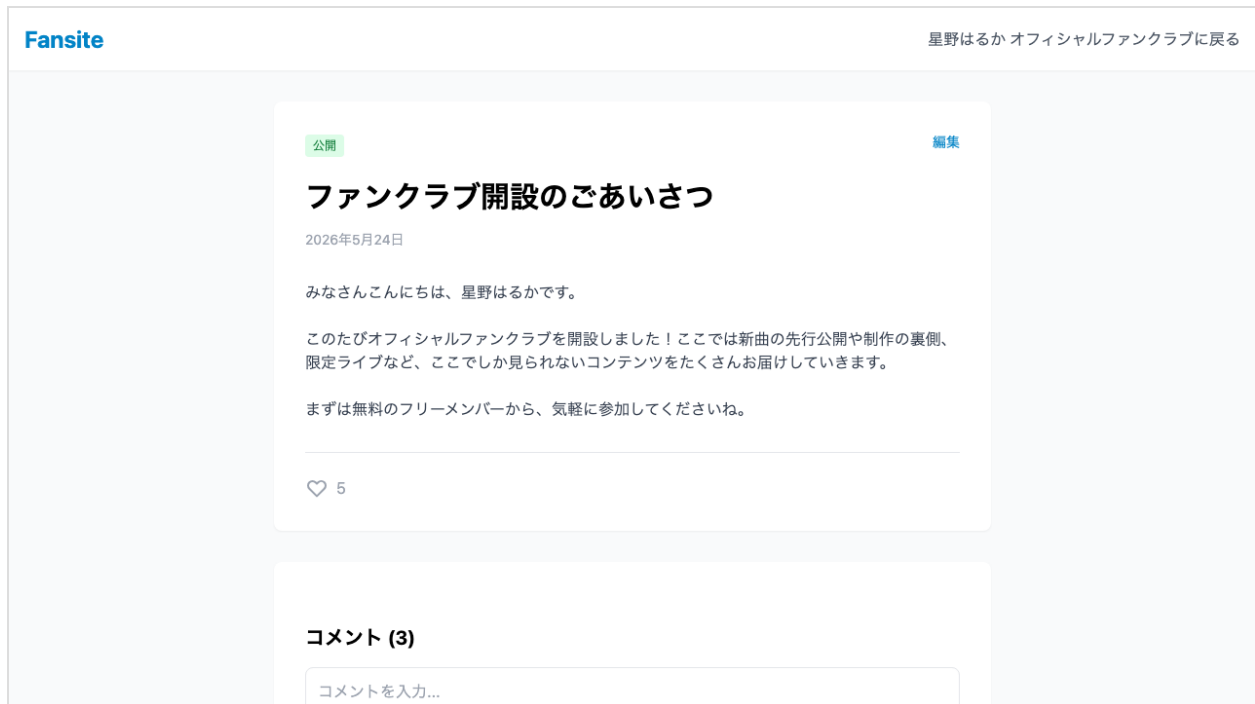 Fansite
星野はるか オフィシャルファンクラブに戻る
公開
編集
ファンクラブ開設のごあいさつ
2026年5月24日
みなさんこんにちは、星野はるかです。
このたびオフィシャルファンクラブを開設しました！ここでは新曲の先行公開や制作の裏側、
限定ライブなど、ここでしか見られないコンテンツをたくさんお届けしていきます。
まずは無料のフリーメンバーから、気軽に参加してくださいね。
5
コメント (3)
コメントを入力...